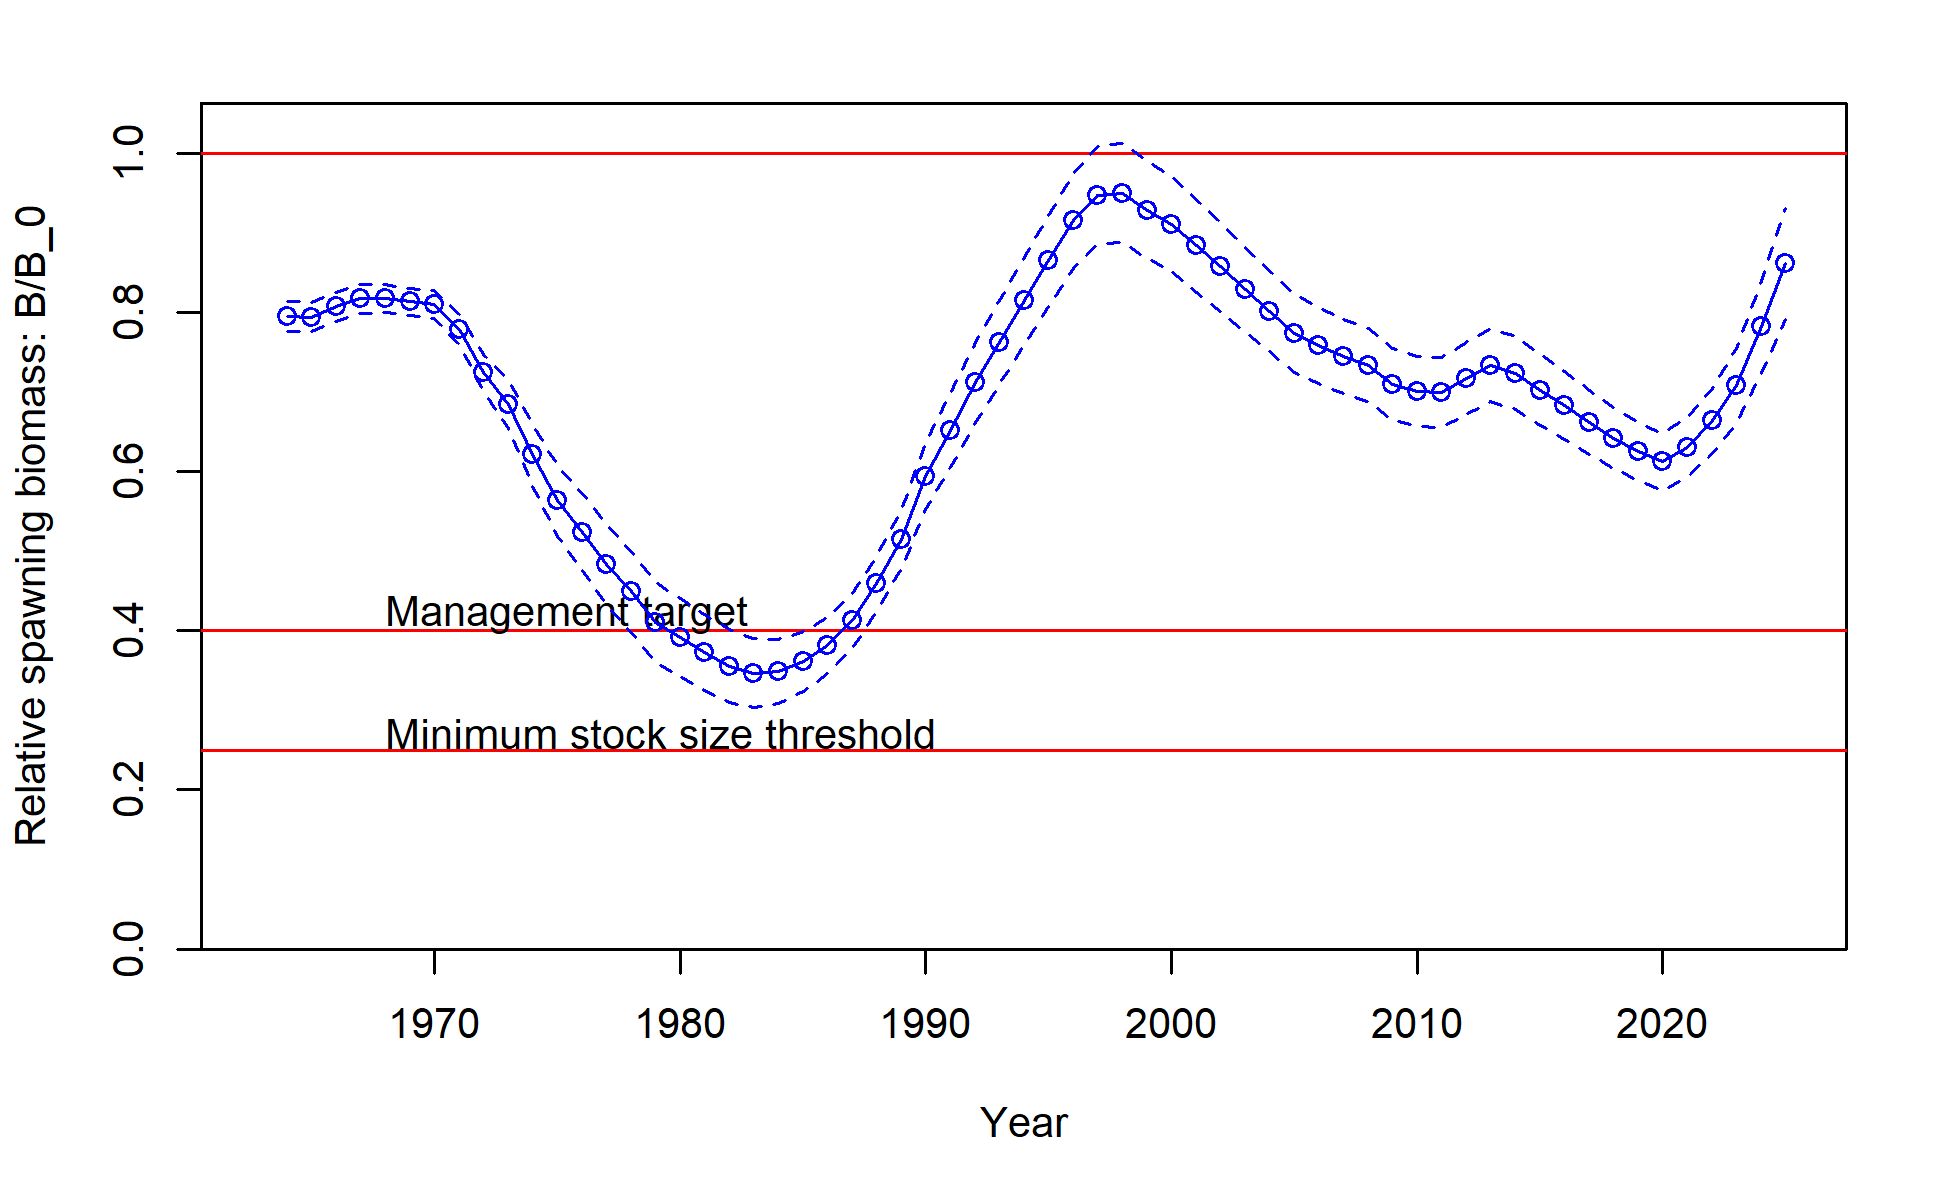 Relative spawning biomass: B/B_0
1.0
0.8
0.6
0.4
0.2
0.0
Management target
Minimum stock size threshold
1970 1980 1990 2000 2010 2020
Year